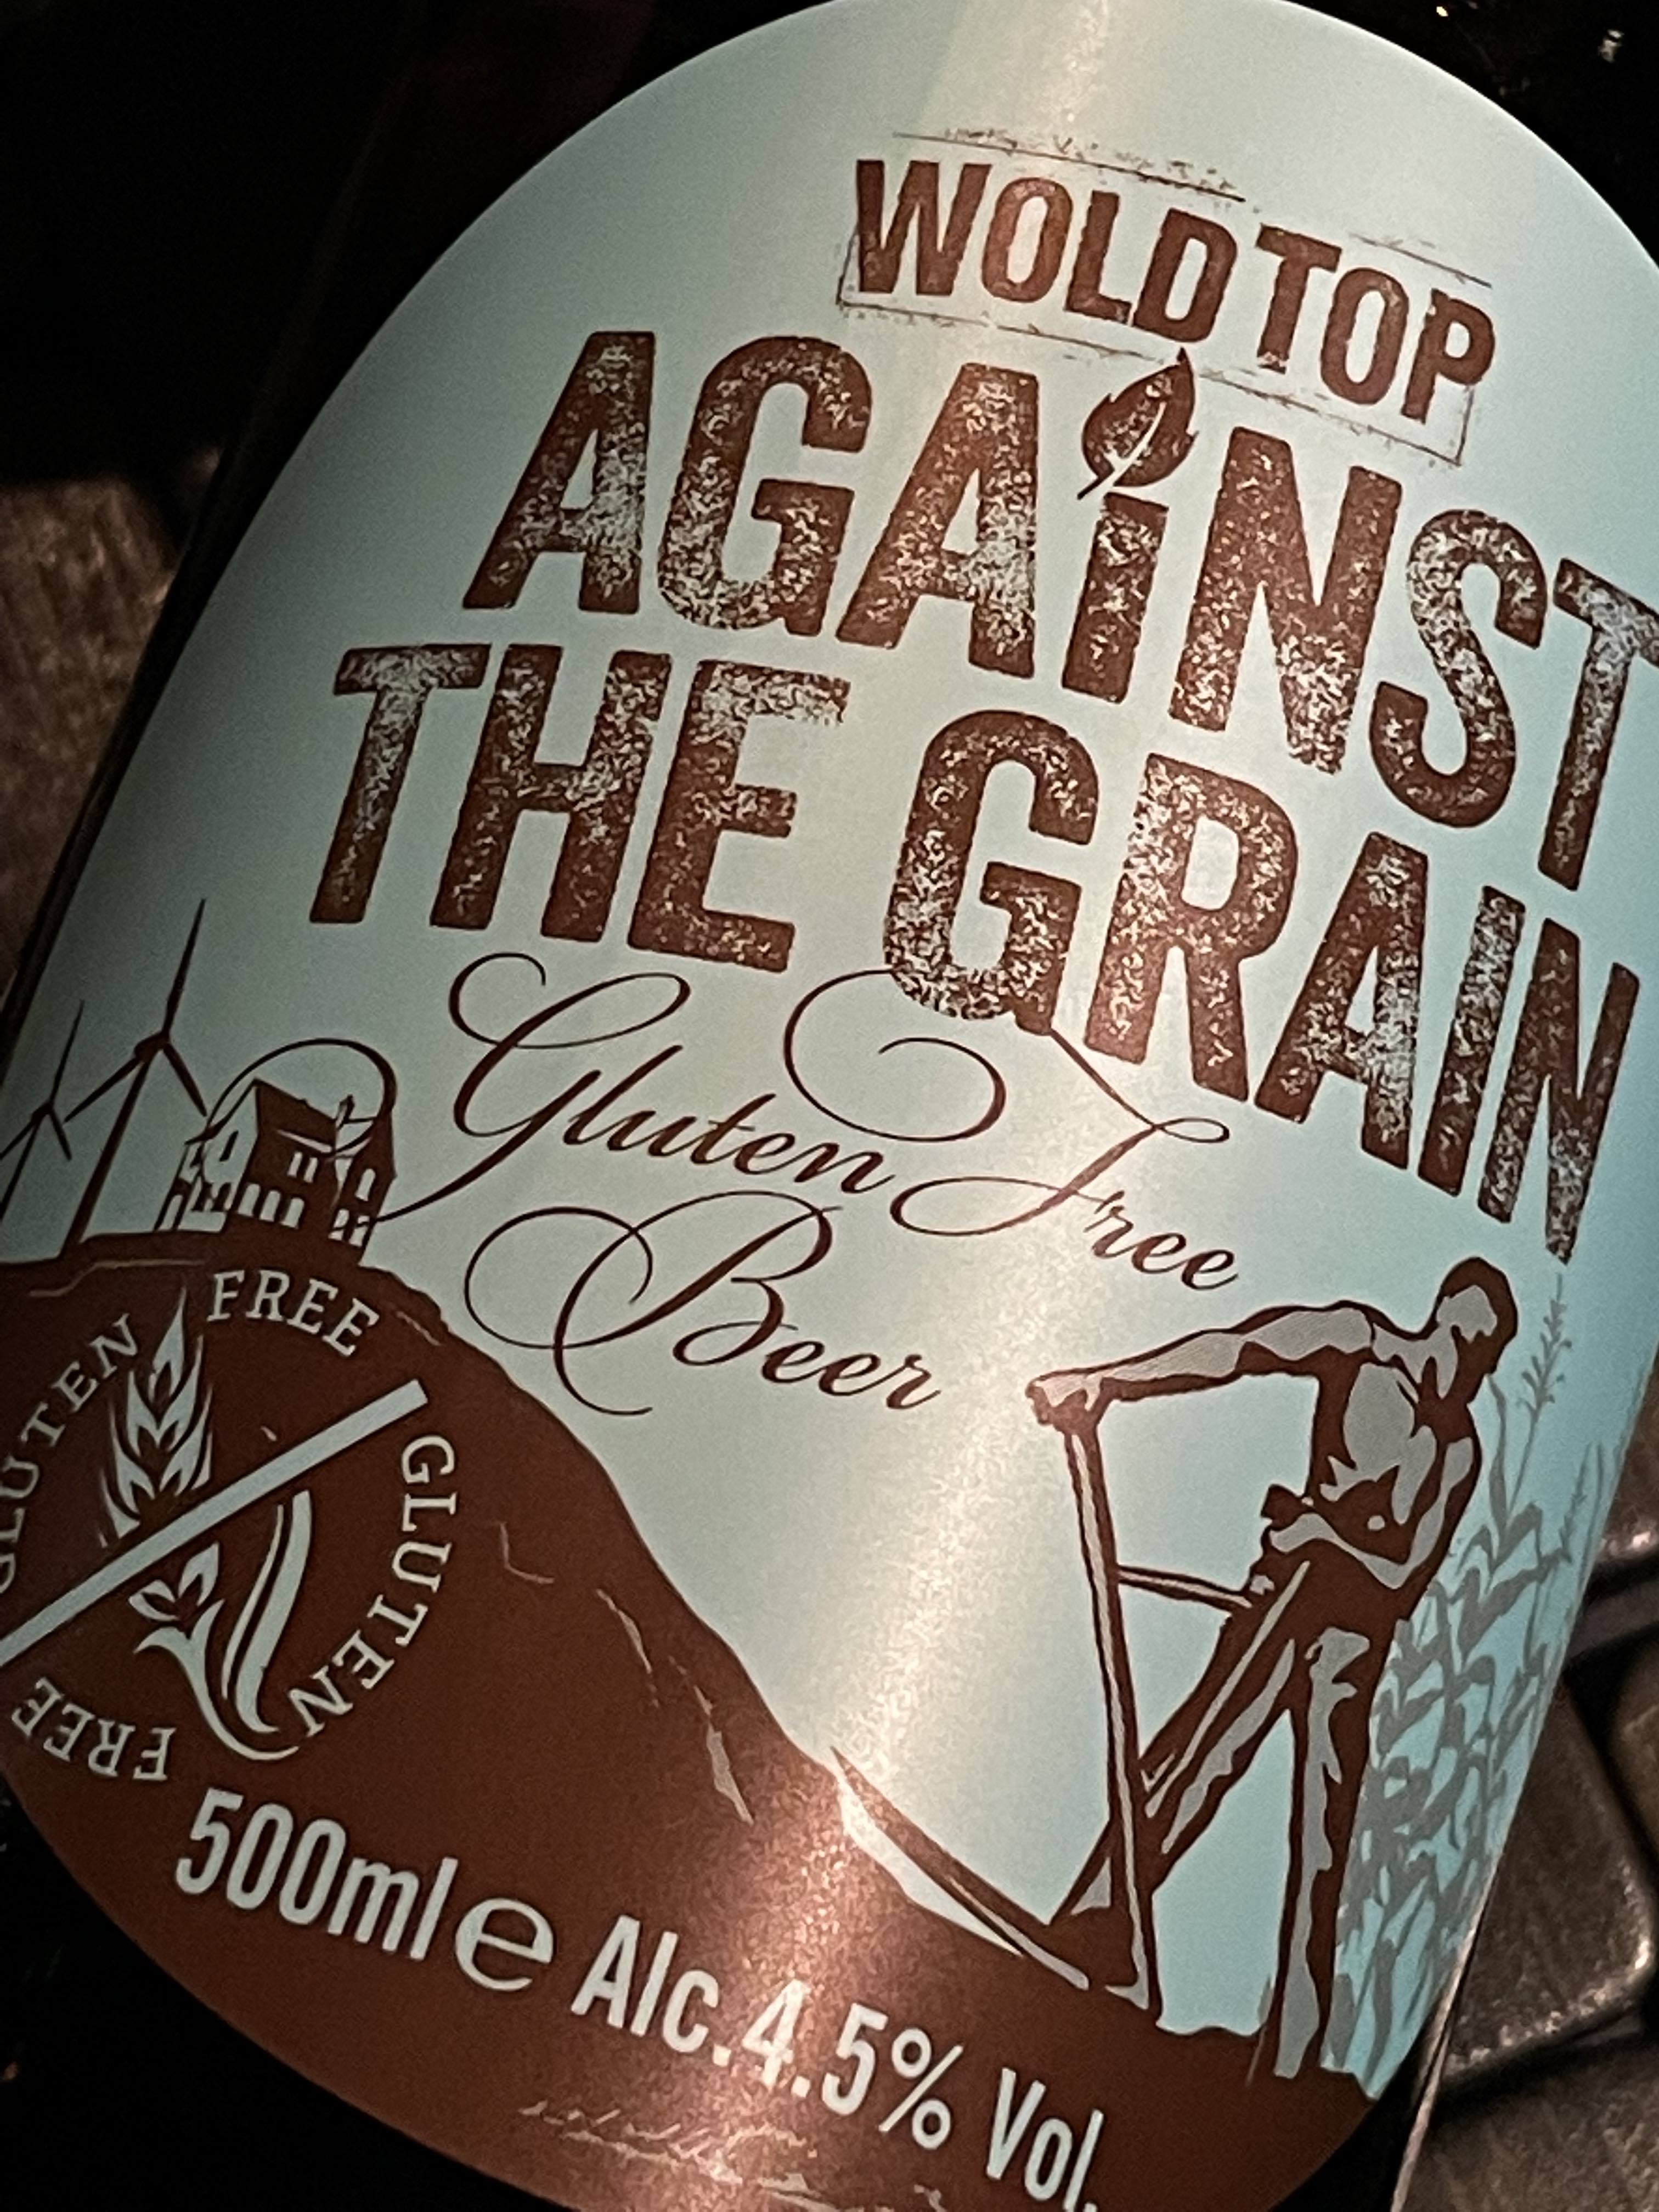 WOLD TOP
AGAiNST
THE GRAIN
Gluten Free
Beer
GLUTEN FREE GLUTEN FREE
500ml e Alc.4.5% Vol.